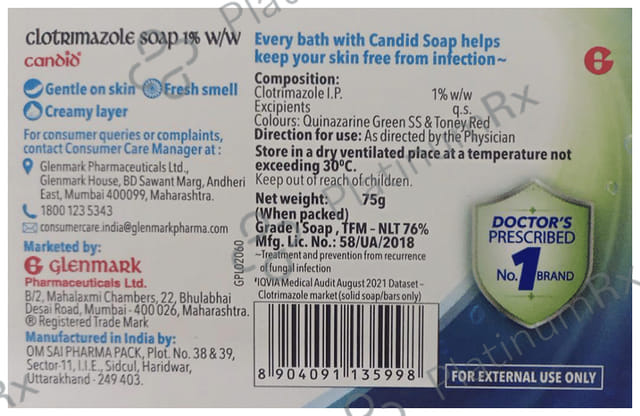 clotrimazole soap 1% w/w
candid®
Gentle on skin Fresh smell
Creamy layer
For consumer queries or complaints,
contact Consumer Care Manager at :
Glenmark Pharmaceuticals Ltd.,
Glenmark House, BD Sawant Marg, Andheri
East, Mumbai 400099, Maharashtra.
1800 123 5343
consumercare.india@glenmarkpharma.com
Marketed by:
glenmark
Pharmaceuticals Ltd.
B/2, Mahalaxmi Chambers, 22, Bhulabhai
Desai Road, Mumbai - 400 026, Maharashtra.
® Registered Trade Mark
Manufactured in India by:
OM SAI PHARMA PACK, Plot. No. 38 & 39,
Sector-11, I.I.E., Sidcul, Haridwar,
Uttarakhand - 249 403.
GPL02060
Every bath with Candid Soap helps
keep your skin free from infection~
Composition:
Clotrimazole I.P. 1% w/w
Excipients q.s.
Colours: Quinazarine Green SS & Toney Red
Direction for use: As directed by the Physician
Store in a dry ventilated place at a temperature not
exceeding 30°C.
Keep out of reach of children.
Net weight: 75g
(When packed)
Grade I Soap , TFM - NLT 76%
Mfg. Lic. No.: 58/UA/2018
~Treatment and prevention from recurrence
of fungal infection
#IQVIA Medical Audit August 2021 Dataset -
Clotrimazole market (solid soap/bars only)
8 904091 135998
DOCTOR'S
PRESCRIBED
No. 1 BRAND
FOR EXTERNAL USE ONLY
PlatinumRx
PlatinumRx
PlatinumRx